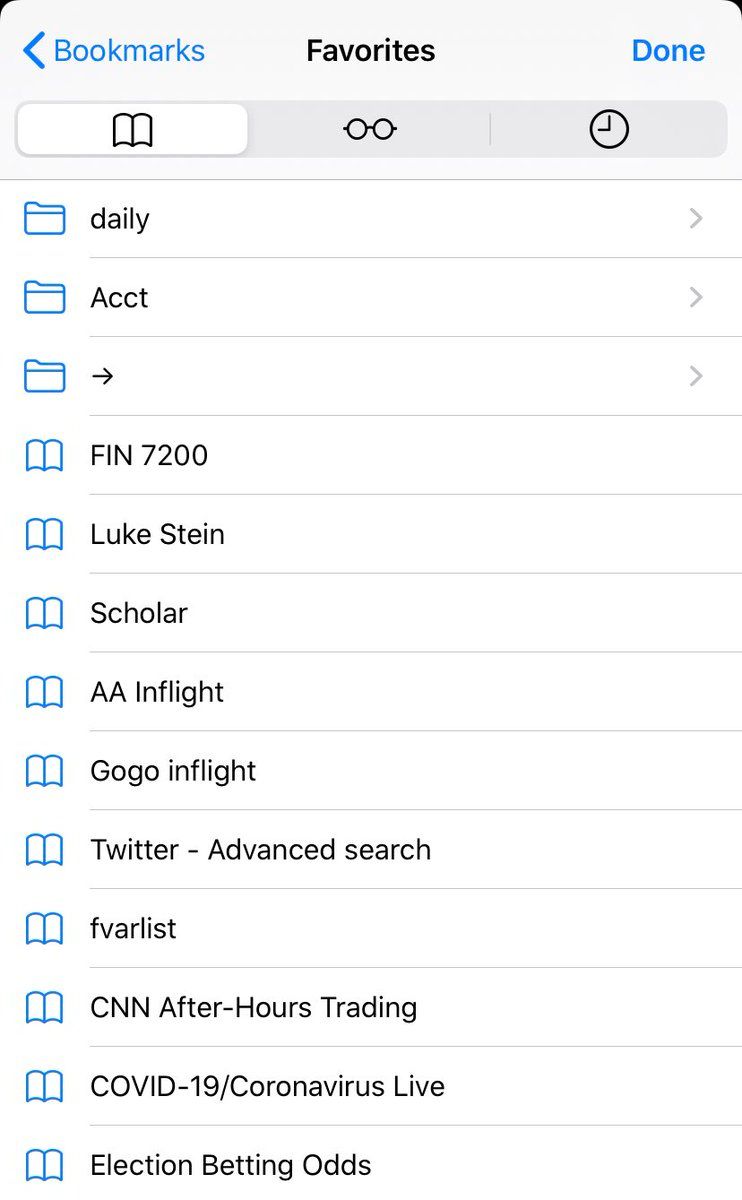 Bookmarks Favorites Done
daily
Acct
→
FIN 7200
Luke Stein
Scholar
AA Inflight
Gogo inflight
Twitter - Advanced search
fvarlist
CNN After-Hours Trading
COVID-19/Coronavirus Live
Election Betting Odds